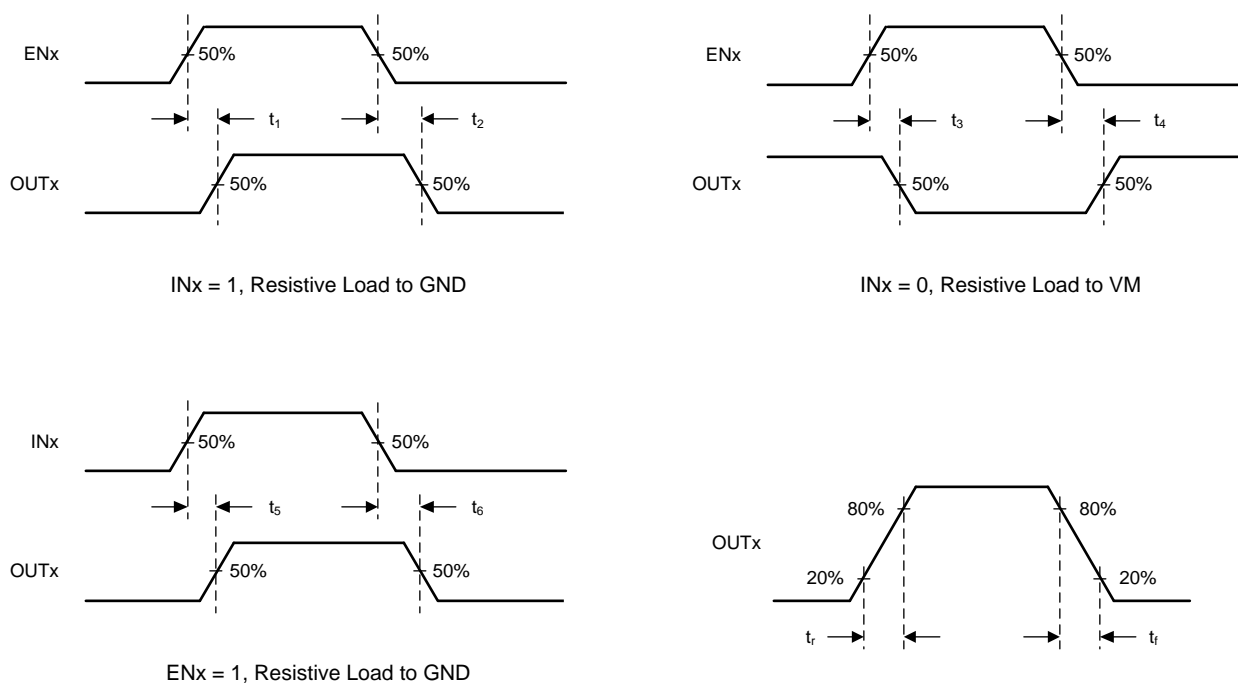 ENx
50%
50%
t1
t2
OUTx
50%
50%
INx = 1, Resistive Load to GND
ENx
50%
50%
t3
t4
OUTx
50%
50%
INx = 0, Resistive Load to VM
INx
50%
50%
t5
t6
OUTx
50%
50%
ENx = 1, Resistive Load to GND
80%
80%
OUTx
20%
20%
tr
tf